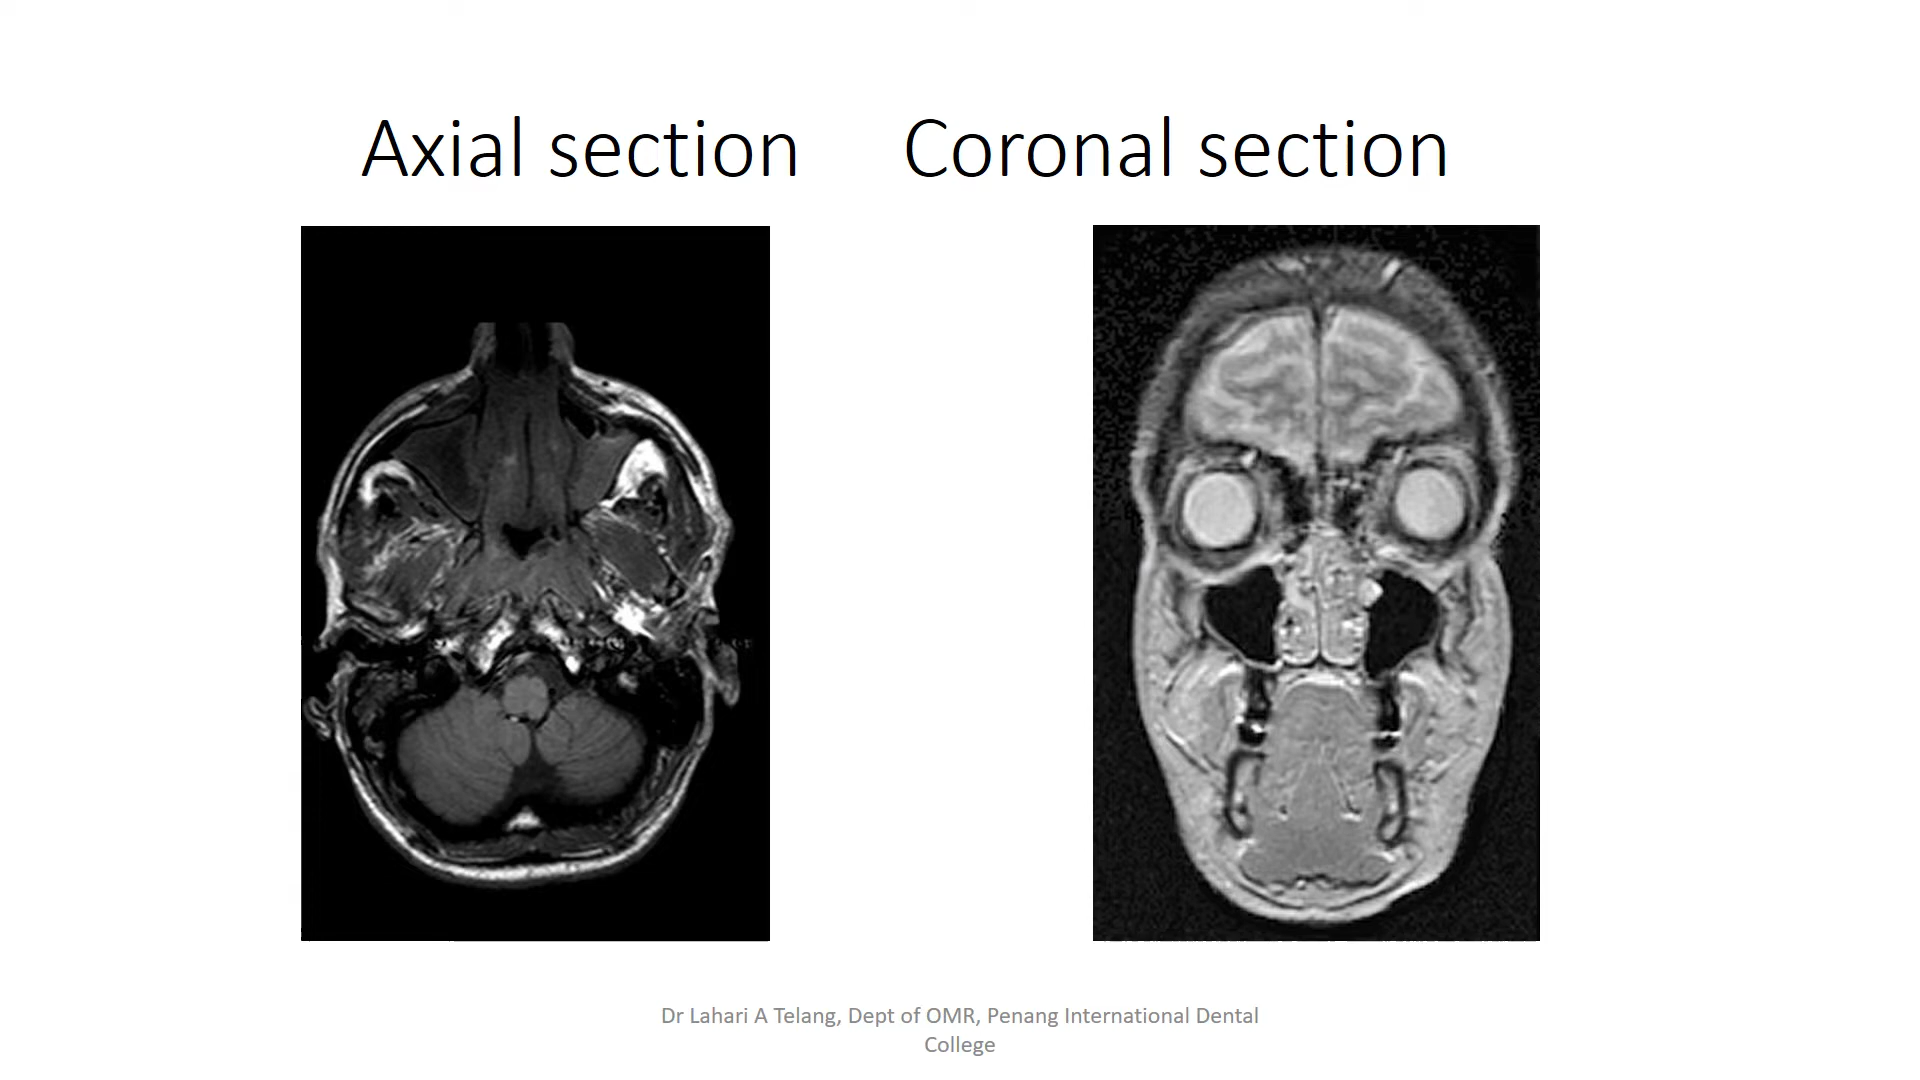 Axial section
Coronal section
Dr Lahari A Telang, Dept of OMR, Penang International Dental
College